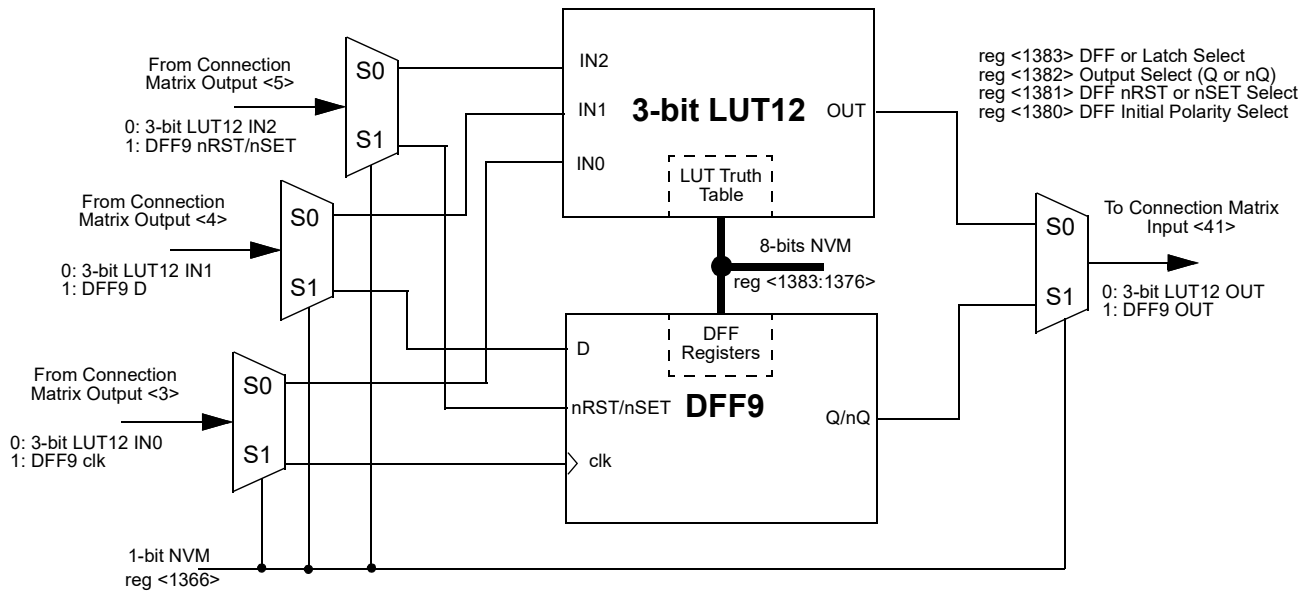 From Connection
Matrix Output <5>
0: 3-bit LUT12 IN2
1: DFF9 nRST/nSET
S0
S1
From Connection
Matrix Output <4>
0: 3-bit LUT12 IN1
1: DFF9 D
S0
S1
From Connection
Matrix Output <3>
0: 3-bit LUT12 IN0
1: DFF9 clk
S0
S1
1-bit NVM
reg <1366>
IN2
IN1
IN0
3-bit LUT12
OUT
LUT Truth
Table
8-bits NVM
reg <1383:1376>
DFF
Registers
D
nRST/nSET
clk
DFF9
Q/nQ
reg <1383> DFF or Latch Select
reg <1382> Output Select (Q or nQ)
reg <1381> DFF nRST or nSET Select
reg <1380> DFF Initial Polarity Select
S0
S1
To Connection Matrix
Input <41>
0: 3-bit LUT12 OUT
1: DFF9 OUT